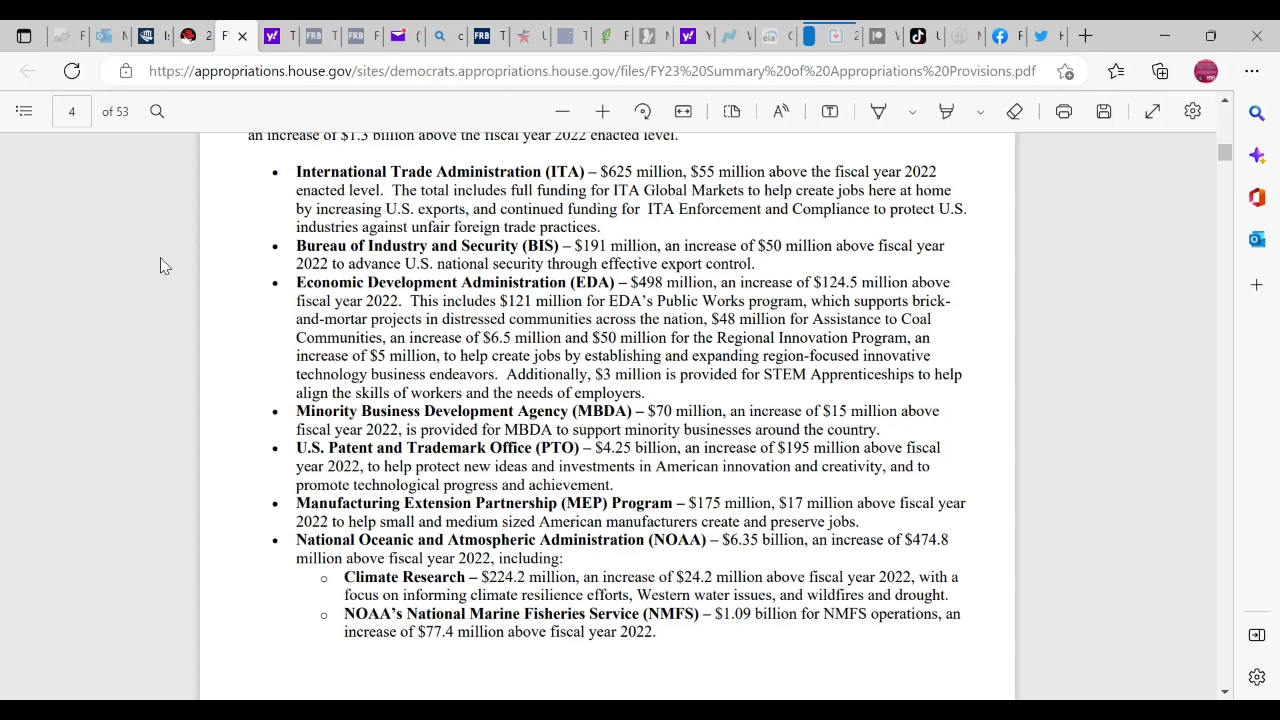 F
N
Is
2
F
T
T
F
(
c
T
U
T
F
N
Y
V
C
2
V
L
N
F
H
https://appropriations.house.gov/sites/democrats.appropriations.house.gov/files/FY23%20Summary%20of%20Appropriations%20Provisions.pdf
4 of 53
an increase of $1.3 billion above the fiscal year 2022 enacted level.
• International Trade Administration (ITA) – $625 million, $55 million above the fiscal year 2022
enacted level. The total includes full funding for ITA Global Markets to help create jobs here at home
by increasing U.S. exports, and continued funding for ITA Enforcement and Compliance to protect U.S.
industries against unfair foreign trade practices.
• Bureau of Industry and Security (BIS) – $191 million, an increase of $50 million above fiscal year
2022 to advance U.S. national security through effective export control.
• Economic Development Administration (EDA) – $498 million, an increase of $124.5 million above
fiscal year 2022. This includes $121 million for EDA’s Public Works program, which supports brick-
and-mortar projects in distressed communities across the nation, $48 million for Assistance to Coal
Communities, an increase of $6.5 million and $50 million for the Regional Innovation Program, an
increase of $5 million, to help create jobs by establishing and expanding region-focused innovative
technology business endeavors. Additionally, $3 million is provided for STEM Apprenticeships to help
align the skills of workers and the needs of employers.
• Minority Business Development Agency (MBDA) – $70 million, an increase of $15 million above
fiscal year 2022, is provided for MBDA to support minority businesses around the country.
• U.S. Patent and Trademark Office (PTO) – $4.25 billion, an increase of $195 million above fiscal
year 2022, to help protect new ideas and investments in American innovation and creativity, and to
promote technological progress and achievement.
• Manufacturing Extension Partnership (MEP) Program – $175 million, $17 million above fiscal year
2022 to help small and medium sized American manufacturers create and preserve jobs.
• National Oceanic and Atmospheric Administration (NOAA) – $6.35 billion, an increase of $474.8
million above fiscal year 2022, including:
o Climate Research – $224.2 million, an increase of $24.2 million above fiscal year 2022, with a
focus on informing climate resilience efforts, Western water issues, and wildfires and drought.
o NOAA’s National Marine Fisheries Service (NMFS) – $1.09 billion for NMFS operations, an
increase of $77.4 million above fiscal year 2022.